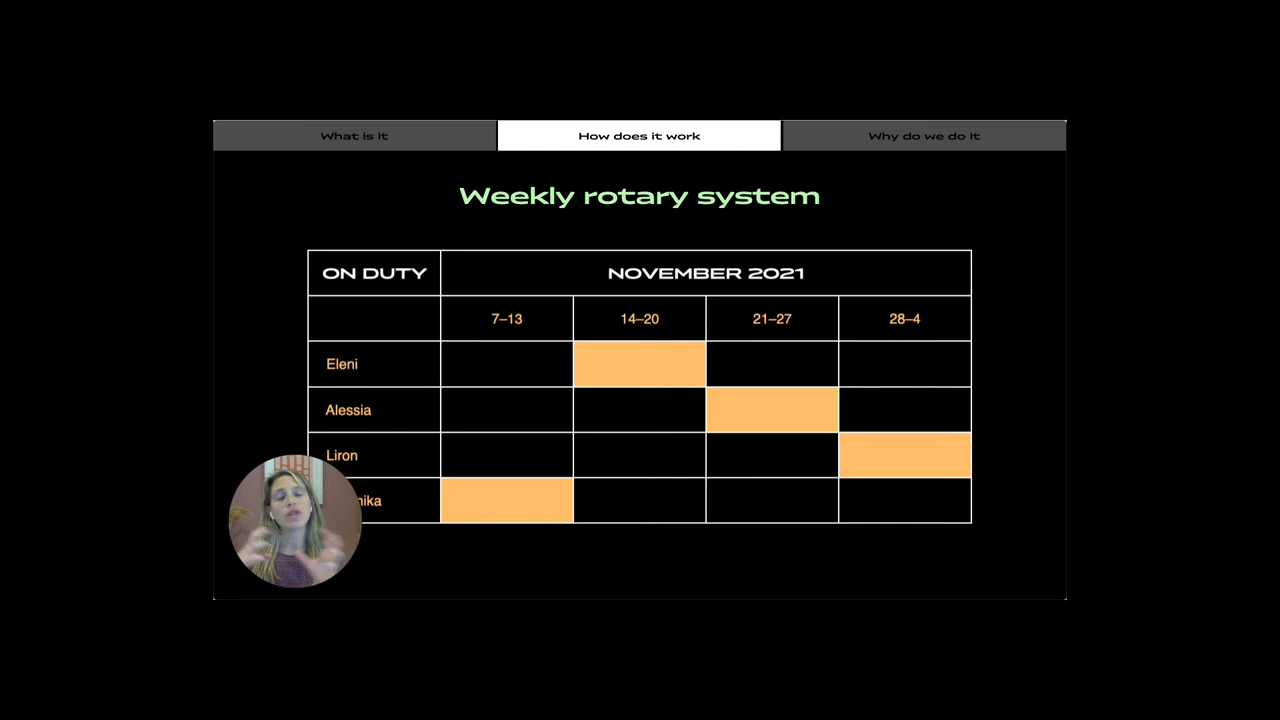 What is it How does it work Why do we do it
Weekly rotary system
ON DUTY NOVEMBER 2021
7–13 14–20 21–27 28–4
Eleni
Alessia
Liron